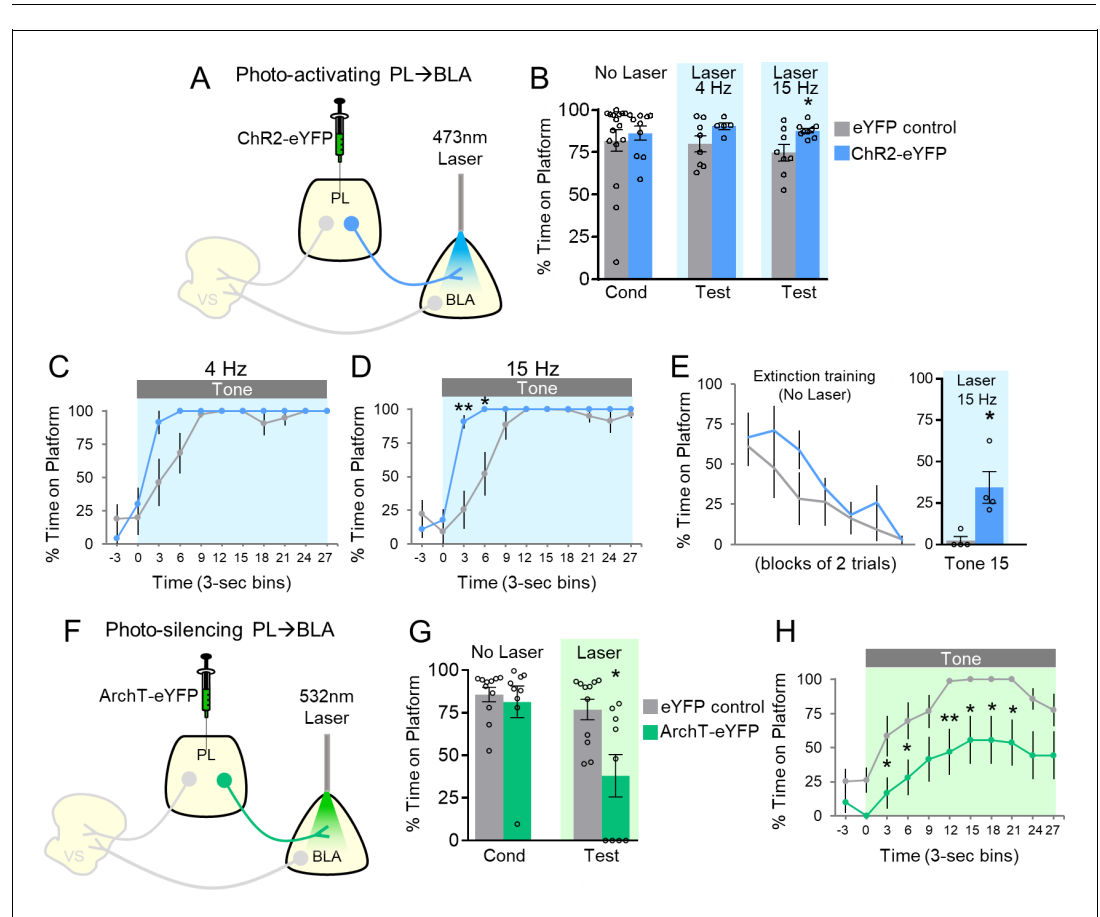 A
Photo-activating PL→BLA
ChR2-eYFP
473nm
Laser
PL
VS
BLA
B
No Laser
Laser
4 Hz
Laser
15 Hz
*
% Time on Platform
100
75
50
25
0
Cond
Test
Test
eYFP control
ChR2-eYFP
C
4 Hz
Tone
% Time on Platform
100
75
50
25
0
-3 0 3 6 9 12 15 18 21 24 27
Time (3-sec bins)
D
15 Hz
Tone
** *
% Time on Platform
100
75
50
25
0
-3 0 3 6 9 12 15 18 21 24 27
Time (3-sec bins)
E
Extinction training
(No Laser)
% Time on Platform
100
75
50
25
0
(blocks of 2 trials)
Laser
15 Hz
*
100
75
50
25
0
Tone 15
F
Photo-silencing PL→BLA
ArchT-eYFP
532nm
Laser
PL
VS
BLA
G
No Laser
Laser
*
% Time on Platform
100
75
50
25
0
Cond
Test
eYFP control
ArchT-eYFP
H
Tone
% Time on Platform
100
75
50
25
0
* * ** * * *
-3 0 3 6 9 12 15 18 21 24 27
Time (3-sec bins)